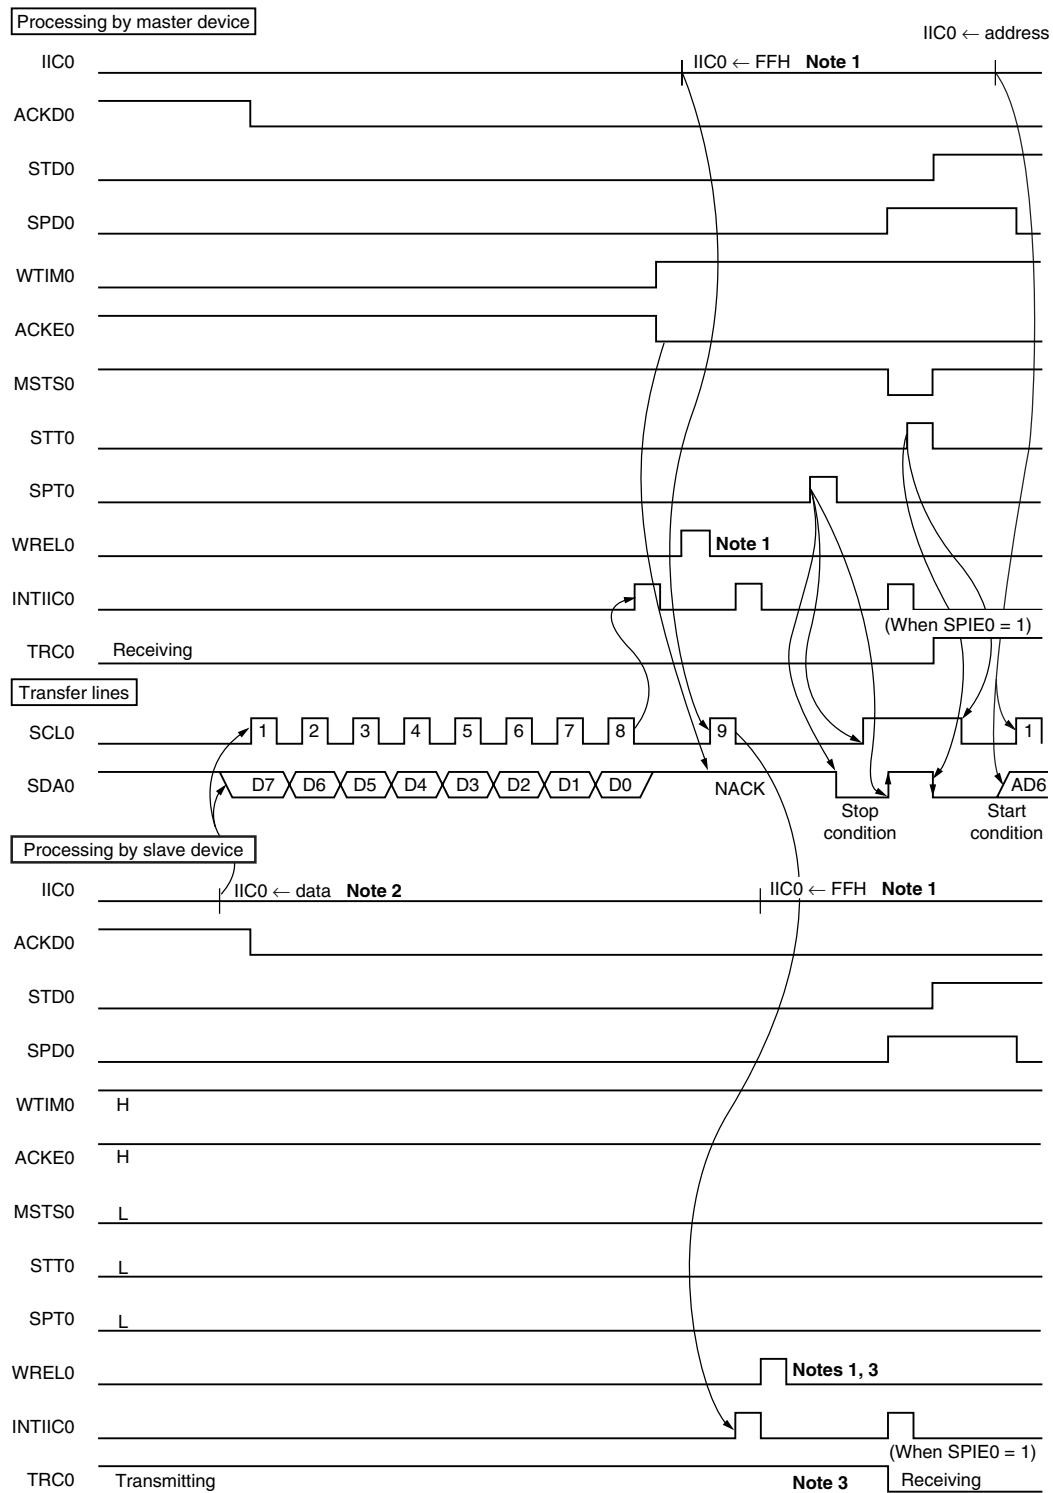 Processing by master device
IIC0 ← address
IIC0 IIC0 ← FFH Note 1
ACKD0
STD0
SPD0
WTIM0
ACKE0
MSTS0
STT0
SPT0
WREL0 Note 1
INTIIC0
(When SPIE0 = 1)
TRC0 Receiving
Transfer lines
SCL0 1 2 3 4 5 6 7 8 9 1
SDA0 D7 D6 D5 D4 D3 D2 D1 D0 NACK AD6
Stop condition
Start condition
Processing by slave device
IIC0 IIC0 ← data Note 2 IIC0 ← FFH Note 1
ACKD0
STD0
SPD0
WTIM0 H
ACKE0 H
MSTS0 L
STT0 L
SPT0 L
WREL0 Notes 1, 3
INTIIC0
(When SPIE0 = 1)
TRC0 Transmitting Note 3 Receiving